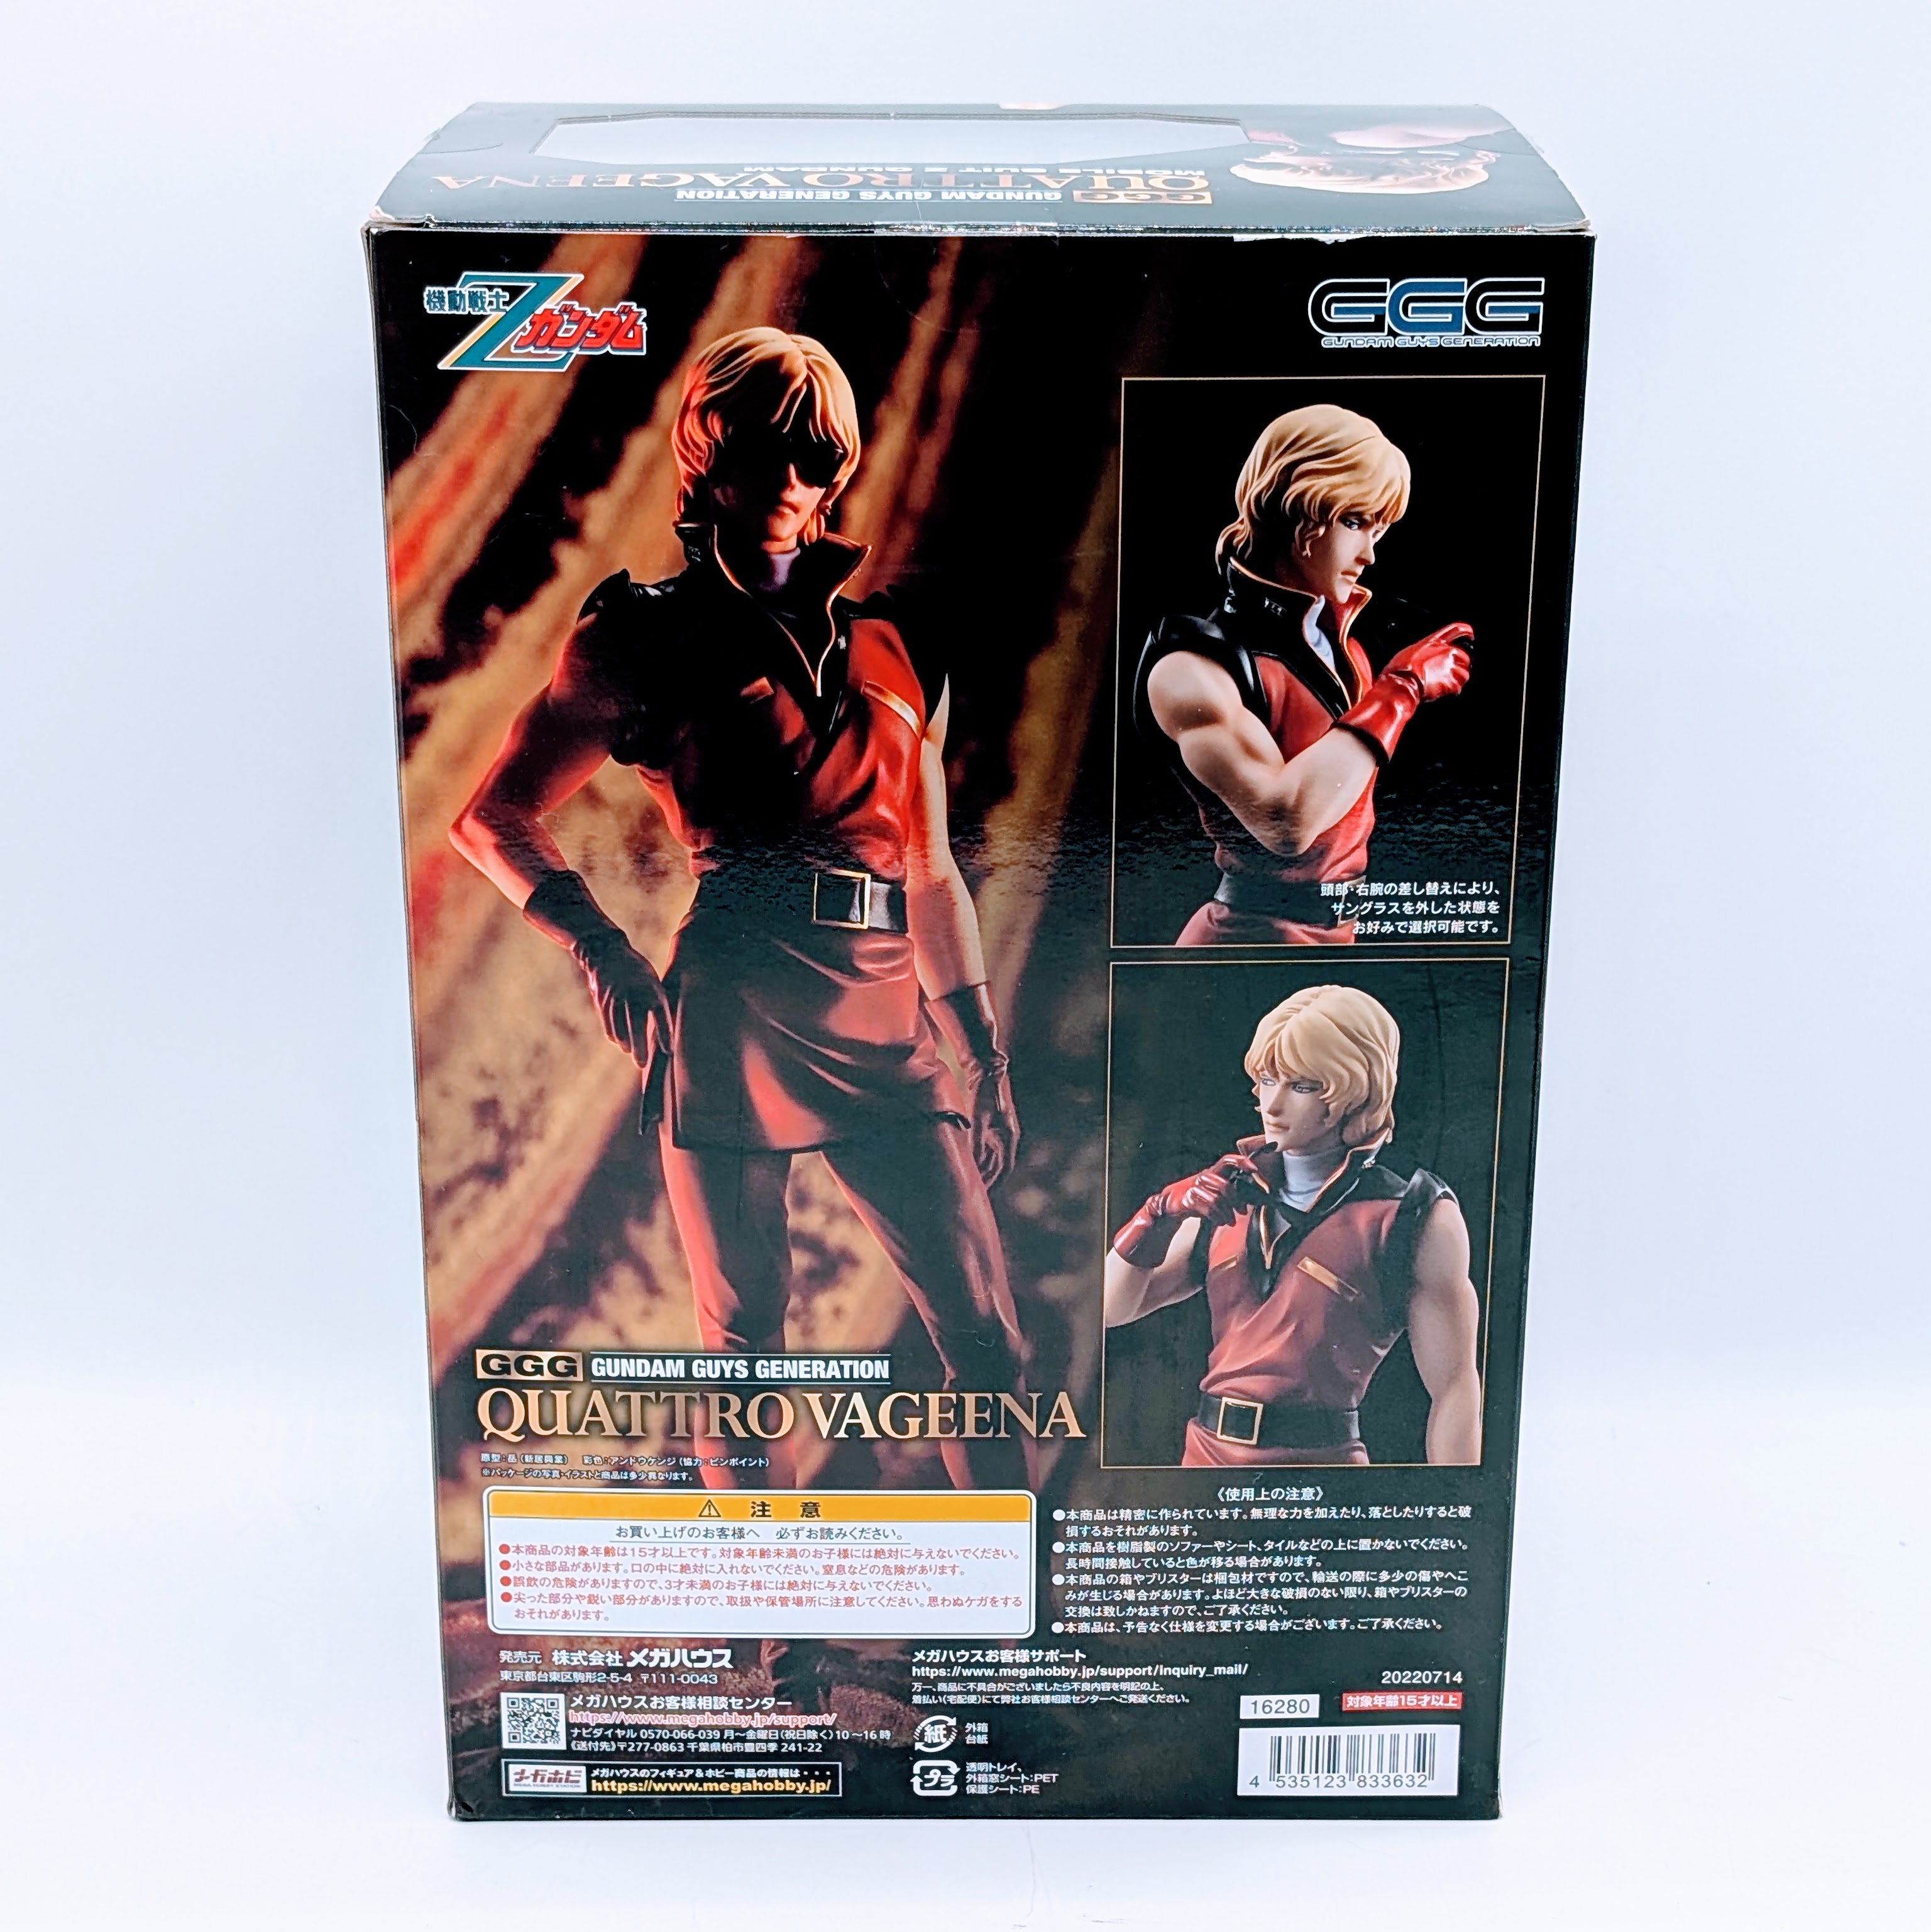 GGG GUNDAM GUYS GENERATION
QUATTRO VAGEENA
MOBILE SUIT Z GUNDAM
機動戦士Zガンダム
GGG
GUNDAM GUYS GENERATION
頭部・右腕の差し替えにより、
サングラスを外した状態を
お好みで選択可能です。
GGG GUNDAM GUYS GENERATION
QUATTRO VAGEENA
原型:岳(新居興業) 彩色:アンドウケンジ(協力:ピンポイント)
※パッケージの写真・イラストと商品は多少異なります。
⚠ 注意
お買い上げのお客様へ 必ずお読みください。
●本商品の対象年齢は15才以上です。対象年齢未満のお子様には絶対に与えないでください。
●小さな部品があります。口の中に絶対に入れないでください。窒息などの危険があります。
●誤飲の危険がありますので、3才未満のお子様には絶対に与えないでください。
●尖った部分や鋭い部分がありますので、取扱や保管場所に注意してください。思わぬケガをする
おそれがあります。
《使用上の注意》
●本商品は精密に作られています。無理な力を加えたり、落としたりすると破
損するおそれがあります。
●本商品を樹脂製のソファーやシート、タイルなどの上に置かないでください。
長時間接触していると色が移る場合があります。
●本商品の箱やブリスターは梱包材ですので、輸送の際に多少の傷やへこ
みが生じる場合があります。よほど大きな破損のない限り、箱やブリスターの
交換は致しかねますので、ご了承ください。
●本商品は、予告なく仕様を変更する場合がございます。ご了承ください。
発売元 株式会社メガハウス
東京都台東区駒形2-5-4 〒111-0043
メガハウスお客様相談センター
https://www.megahobby.jp/support/
ナビダイヤル 0570-066-039 月〜金曜日(祝日除く)10〜16時
《送付先》〒277-0863 千葉県柏市豊四季 241-22
メガホビ
MEGA HOBBY STATION
メガハウスのフィギュア&ホビー商品の情報は・・・
https://www.megahobby.jp/
メガハウスお客様サポート
https://www.megahobby.jp/support/inquiry_mail/
万一、商品に不具合がございましたら不良内容を明記の上、
着払い(宅配便)にて弊社お客様相談センターへご発送ください。
紙
外箱
台紙
プラ
透明トレイ、
外箱窓シート:PET
保護シート:PE
20220714
16280
対象年齢15才以上
4 535123 833632